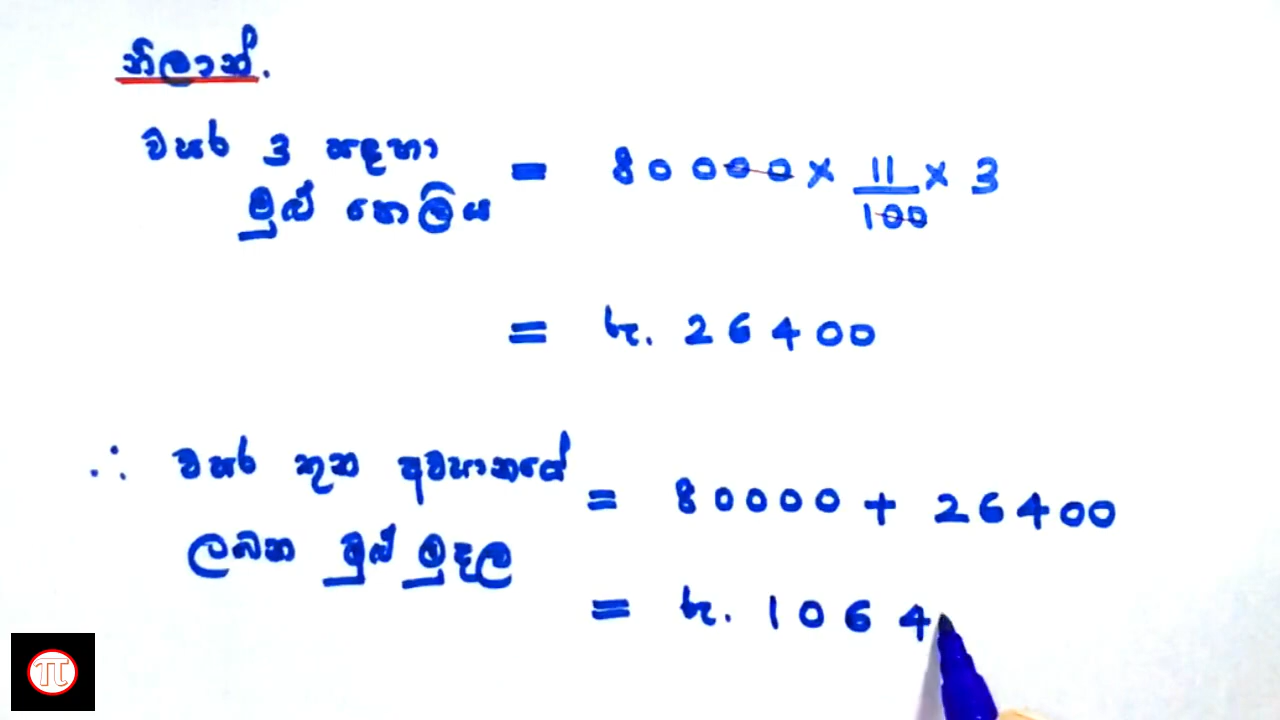 නිලාන්.
වසර 3 සඳහා
මුළු පොලිය = 80000 × 11/100 × 3
= රු. 26400
∴ වසර තුන අවසානයේ
ලබන මුළු මුදල = 80000 + 26400
= රු. 1064
π